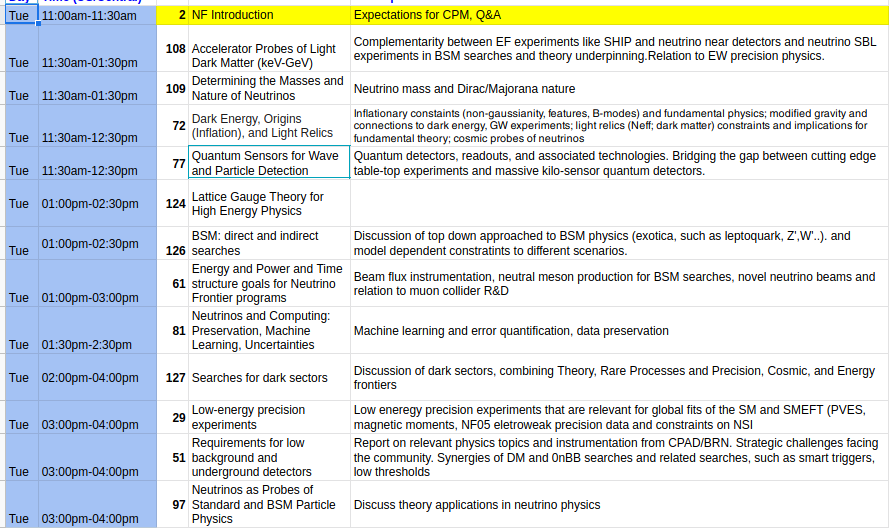 Tue 11:00am-11:30am 2 NF Introduction Expectations for CPM, Q&A
108 Accelerator Probes of Light Complementarity between EF experiments like SHIP and neutrino near detectors and neutrino SBL
Tue 11:30am-01:30pm Dark Matter (keV-GeV) experiments in BSM searches and theory underpinning.Relation to EW precision physics.
109 Determining the Masses and
Tue 11:30am-01:30pm Nature of Neutrinos Neutrino mass and Dirac/Majorana nature
72 Dark Energy, Origins Inflationary constaints (non-gaussianity, features, B-modes) and fundamental physics; modified gravity and
(Inflation), and Light Relics connections to dark energy, GW experiments; light relics (Neff; dark matter) constraints and implications for
Tue 11:30am-12:30pm fundamental theory; cosmic probes of neutrinos
77 Quantum Sensors for Wave Quantum detectors, readouts, and associated technologies. Bridging the gap between cutting edge
Tue 11:30am-12:30pm and Particle Detection table-top experiments and massive kilo-sensor quantum detectors.
Tue 01:00pm-02:30pm 124 Lattice Gauge Theory for
High Energy Physics
01:00pm-02:30pm BSM: direct and indirect Discussion of top down approached to BSM physics (exotica, such as leptoquark, Z',W'..). and
Tue 126 searches model dependent constratints to different scenarios.
Energy and Power and Time Beam flux instrumentation, neutral meson production for BSM searches, novel neutrino beams and
61 structure goals for Neutrino relation to muon collider R&D
Tue 01:00pm-03:00pm Frontier programs
Neutrinos and Computing:
81 Preservation, Machine Machine learning and error quantification, data preservation
Tue 01:30pm-2:30pm Learning, Uncertainties
Tue 02:00pm-04:00pm 127 Searches for dark sectors Discussion of dark sectors, combining Theory, Rare Processes and Precision, Cosmic, and Energy
frontiers
29 Low-energy precision Low eneregy precision experiments that are relevant for global fits of the SM and SMEFT (PVES,
Tue 03:00pm-04:00pm experiments magnetic moments, NF05 eletroweak precision data and constraints on NSI
Requirements for low Report on relevant physics topics and instrumentation from CPAD/BRN. Strategic challenges facing
51 background and the community. Synergies of DM and 0nBB searches and related searches, such as smart triggers,
Tue 03:00pm-04:00pm underground detectors low thresholds
Neutrinos as Probes of
97 Standard and BSM Particle Discuss theory applications in neutrino physics
Tue 03:00pm-04:00pm Physics